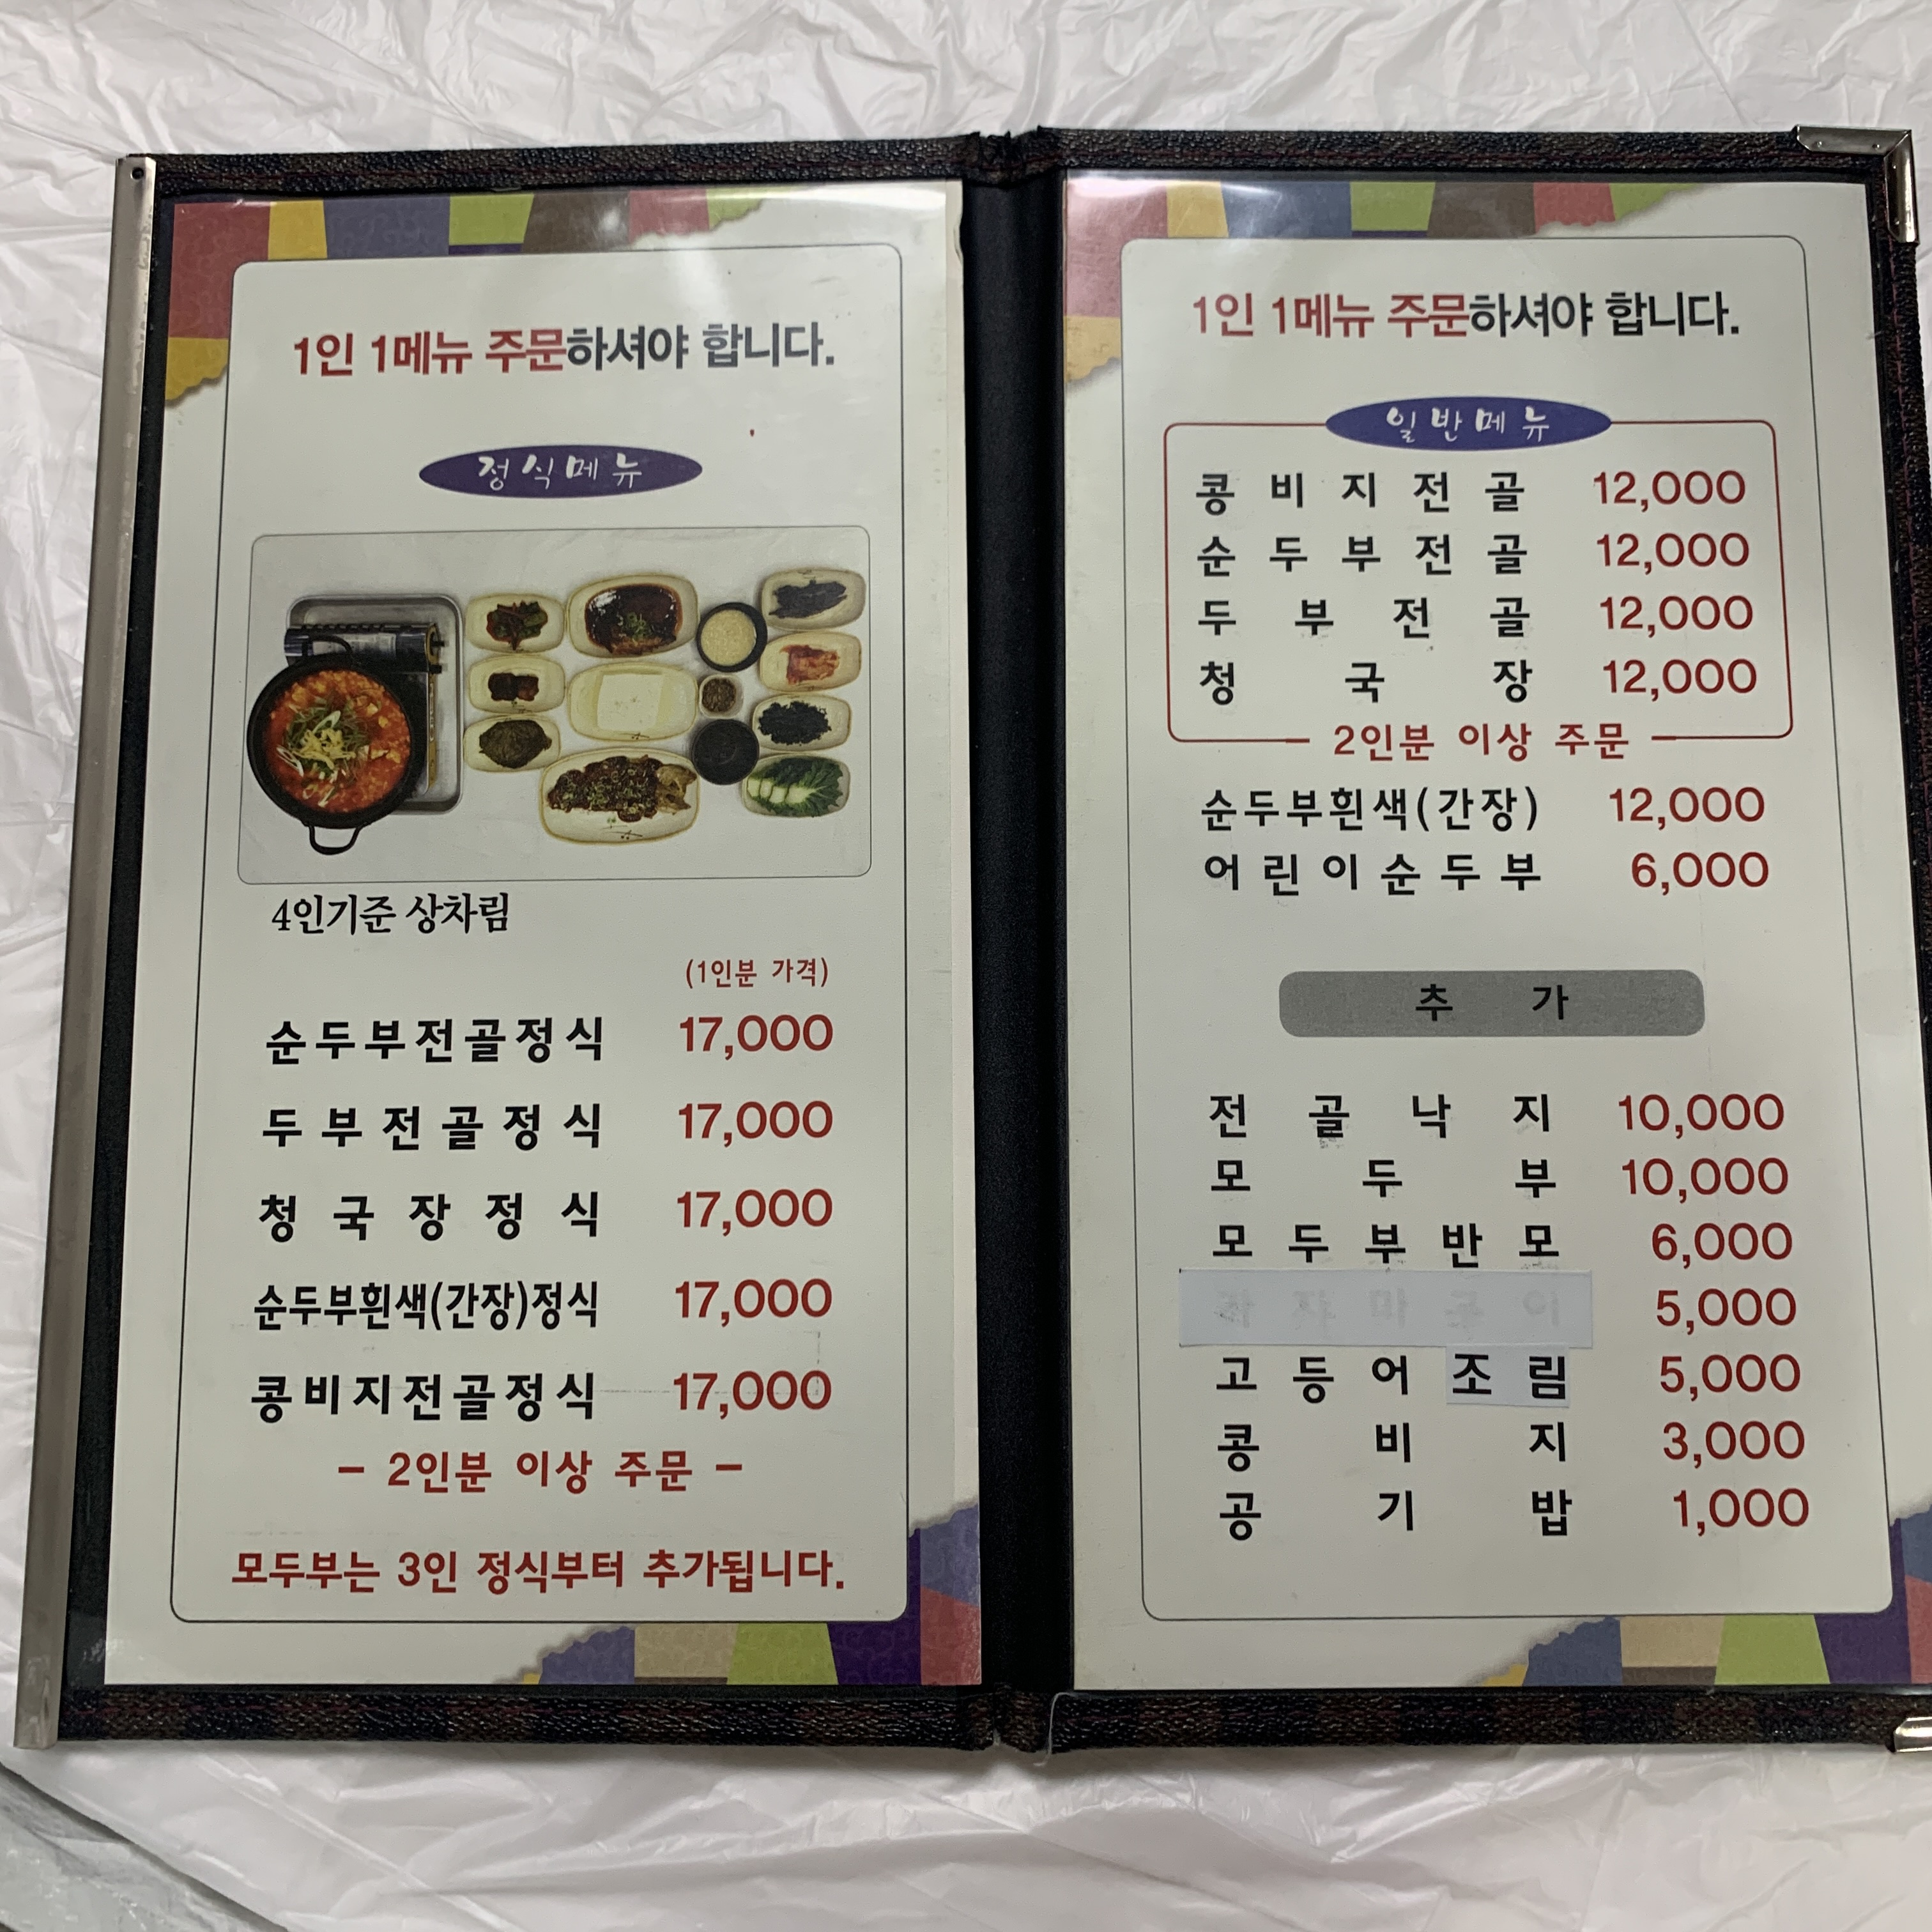 1인 1메뉴 주문하셔야 합니다.
정식메뉴
4인기준 상차림
(1인분 가격)
순두부전골정식 17,000
두부전골정식 17,000
청국장정식 17,000
순두부흰색(간장)정식 17,000
콩비지전골정식 17,000
- 2인분 이상 주문 -
모두부는 3인 정식부터 추가됩니다.
1인 1메뉴 주문하셔야 합니다.
일반메뉴
콩비지전골 12,000
순두부전골 12,000
두부전골 12,000
청국장 12,000
2인분 이상 주문
순두부흰색(간장) 12,000
어린이순두부 6,000
추가
전골낙지 10,000
모두부 10,000
모두부반모 6,000
5,000
고등어조림 5,000
콩비지 3,000
공기밥 1,000